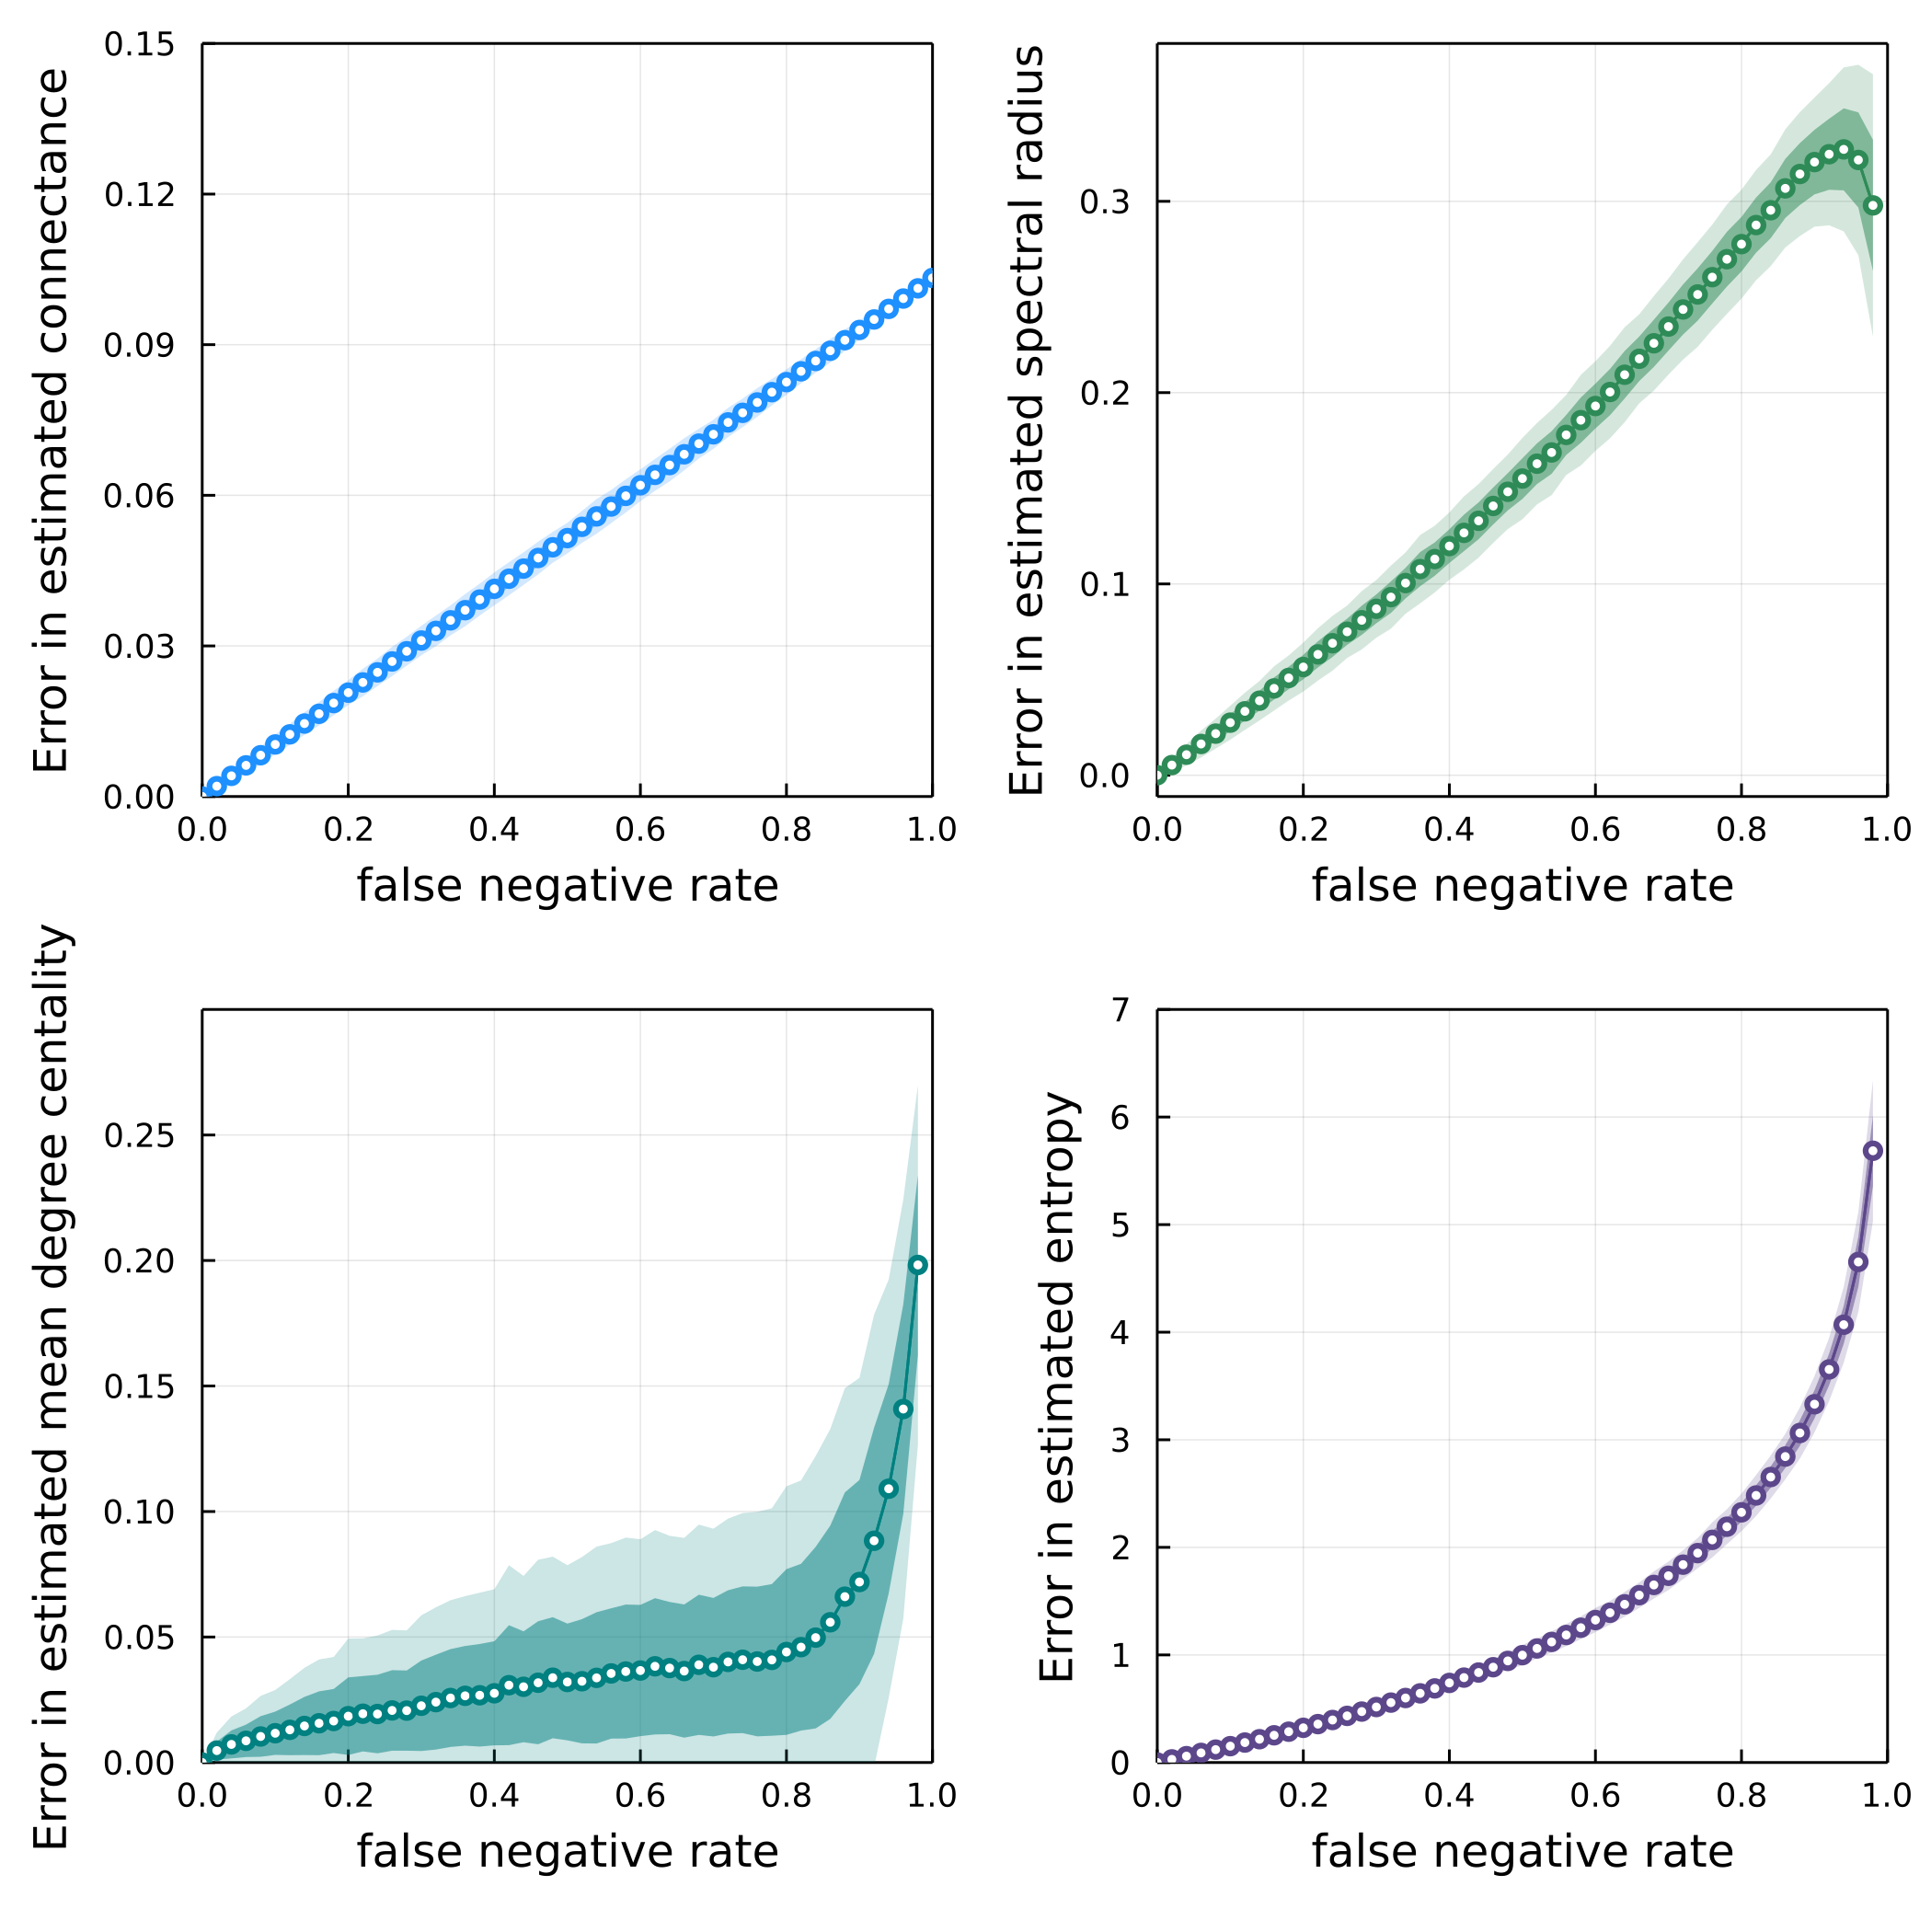 Error in estimated connectance
0.15
0.12
0.09
0.06
0.03
0.00
0.0 0.2 0.4 0.6 0.8 1.0
false negative rate
Error in estimated spectral radius
0.3
0.2
0.1
0.0
0.0 0.2 0.4 0.6 0.8 1.0
false negative rate
Error in estimated mean degree centality
0.25
0.20
0.15
0.10
0.05
0.00
0.0 0.2 0.4 0.6 0.8 1.0
false negative rate
Error in estimated entropy
7
6
5
4
3
2
1
0
0.0 0.2 0.4 0.6 0.8 1.0
false negative rate